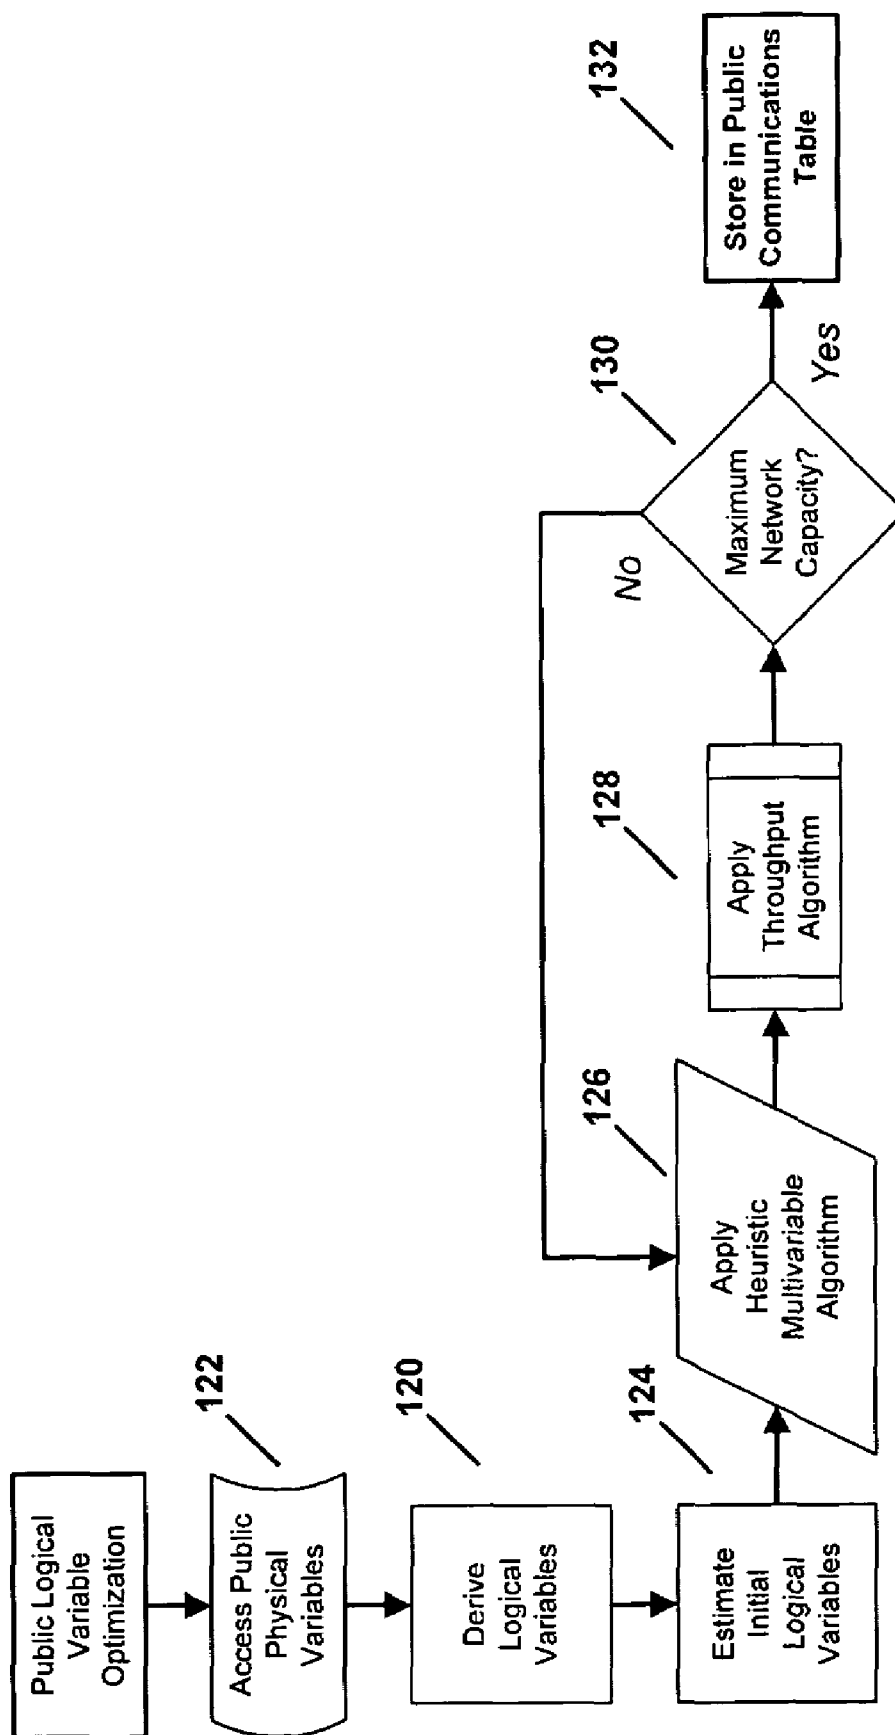 Public Logical
Variable
Optimization
122
Access Public
Physical
Variables
120
Derive
Logical
Variables
124
Estimate
Initial
Logical
Variables
126
Apply
Heuristic
Multivariable
Algorithm
128
Apply
Throughput
Algorithm
130
Maximum
Network
Capacity?
No
Yes
132
Store in Public
Communications
Table